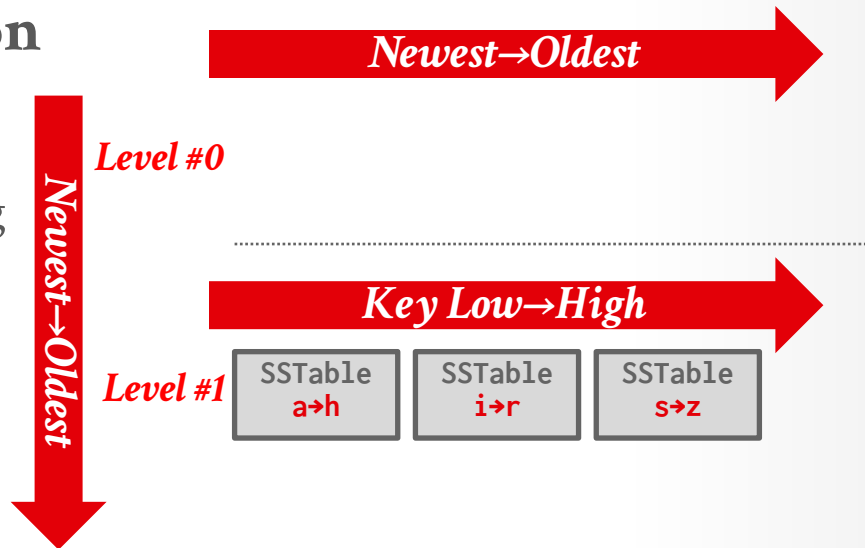 on
Newest→Oldest
Level #0
g
Newest→Oldest
Key Low→High
Level #1
SSTable
a→h
SSTable
i→r
SSTable
s→z